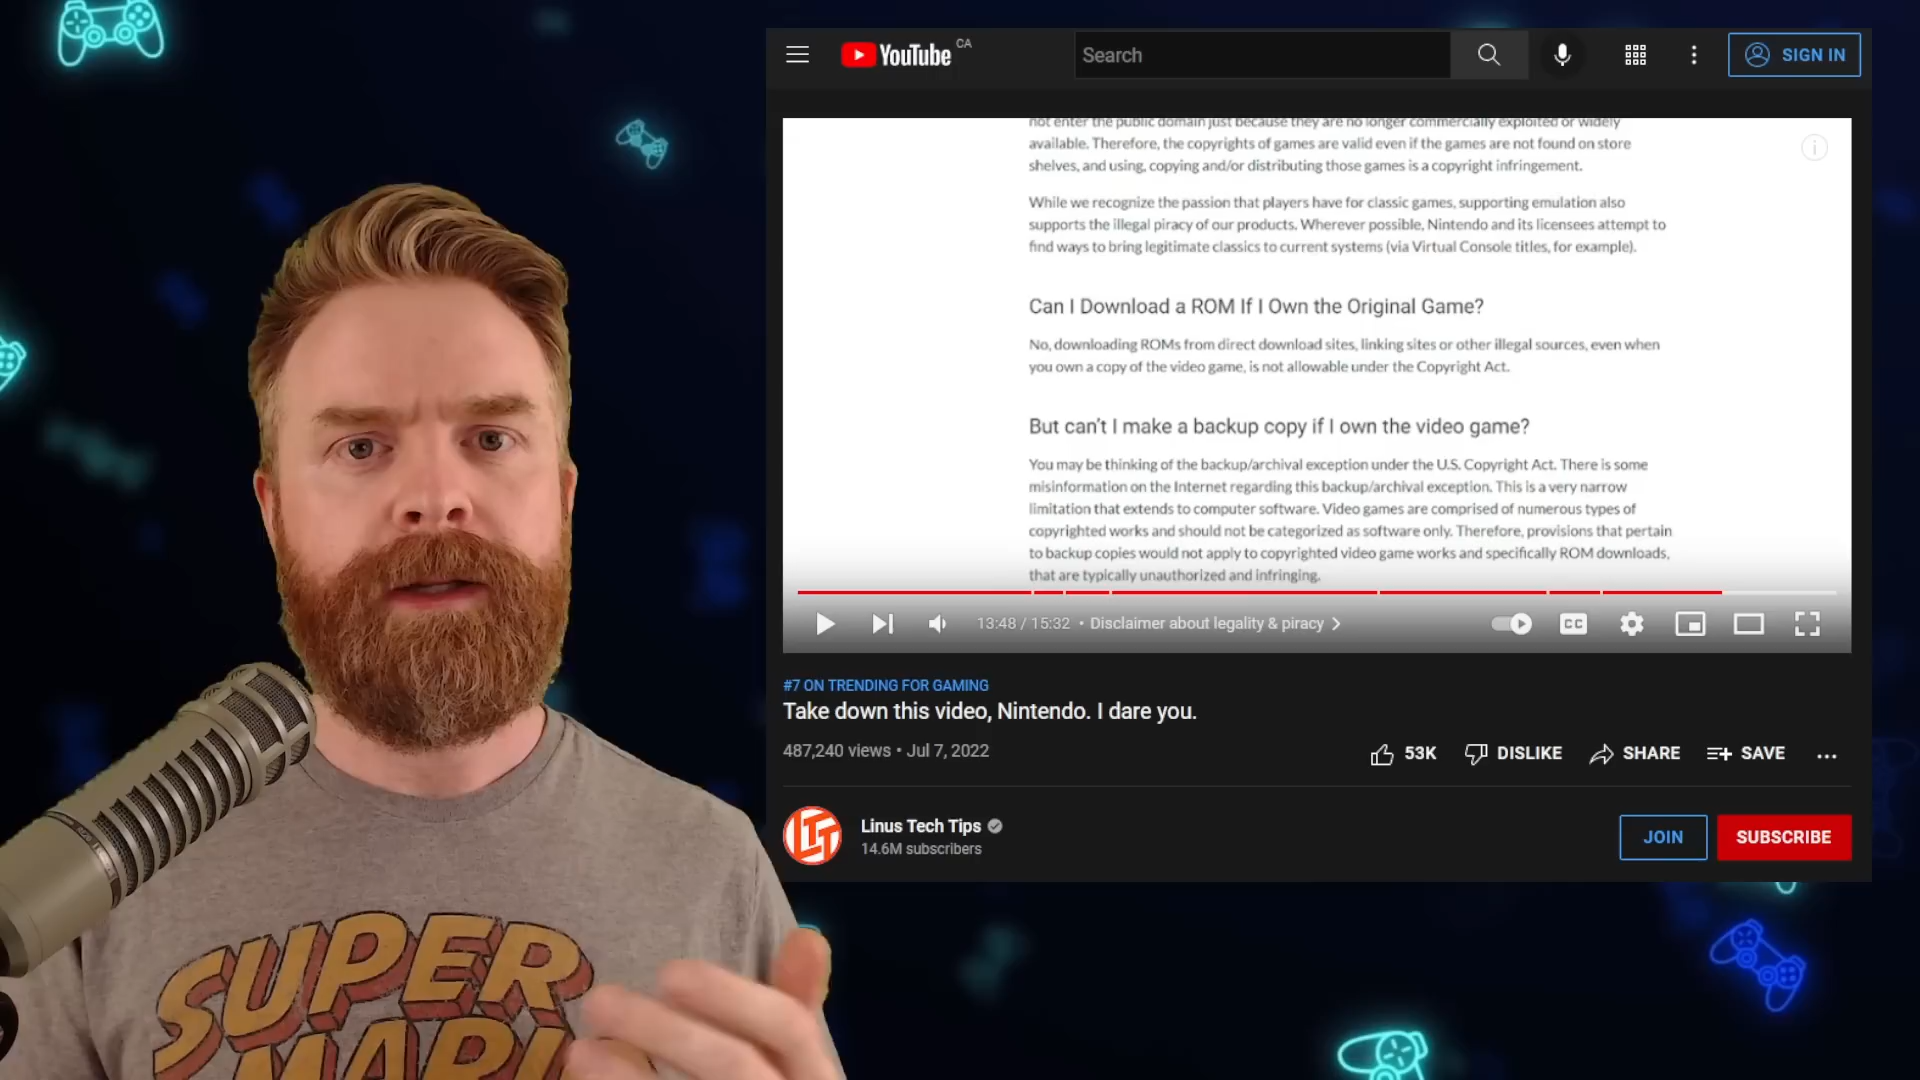 YouTube CA
Search
SIGN IN
not enter the public domain just because they are no longer commercially exploited or widely
available. Therefore, the copyrights of games are valid even if the games are not found on store
shelves, and using, copying and/or distributing those games is a copyright infringement.
While we recognize the passion that players have for classic games, supporting emulation also
supports the illegal piracy of our products. Wherever possible, Nintendo and its licensees attempt to
find ways to bring legitimate classics to current systems (via Virtual Console titles, for example).
Can I Download a ROM If I Own the Original Game?
No, downloading ROMs from direct download sites, linking sites or other illegal sources, even when
you own a copy of the video game, is not allowable under the Copyright Act.
But can't I make a backup copy if I own the video game?
You may be thinking of the backup/archival exception under the U.S. Copyright Act. There is some
misinformation on the Internet regarding this backup/archival exception. This is a very narrow
limitation that extends to computer software. Video games are comprised of numerous types of
copyrighted works and should not be categorized as software only. Therefore, provisions that pertain
to backup copies would not apply to copyrighted video game works and specifically ROM downloads,
that are typically unauthorized and infringing.
13:48 / 15:32 • Disclaimer about legality & piracy
CC
#7 ON TRENDING FOR GAMING
Take down this video, Nintendo. I dare you.
487,240 views • Jul 7, 2022
53K
DISLIKE
SHARE
SAVE
LTT
Linus Tech Tips
14.6M subscribers
JOIN
SUBSCRIBE
SUPER
MARI